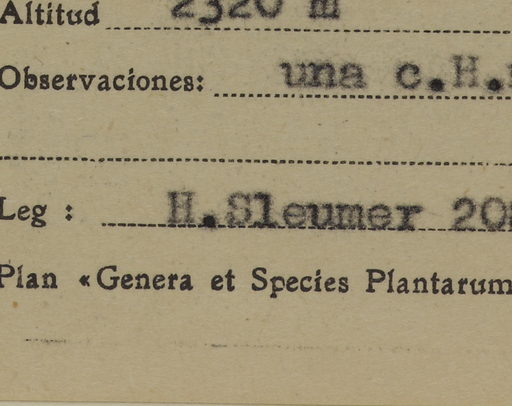 Altitud 2320 m
Observaciones: una c.H.
Leg : H.Sleumer
Plan «Genera et Species Plantarum